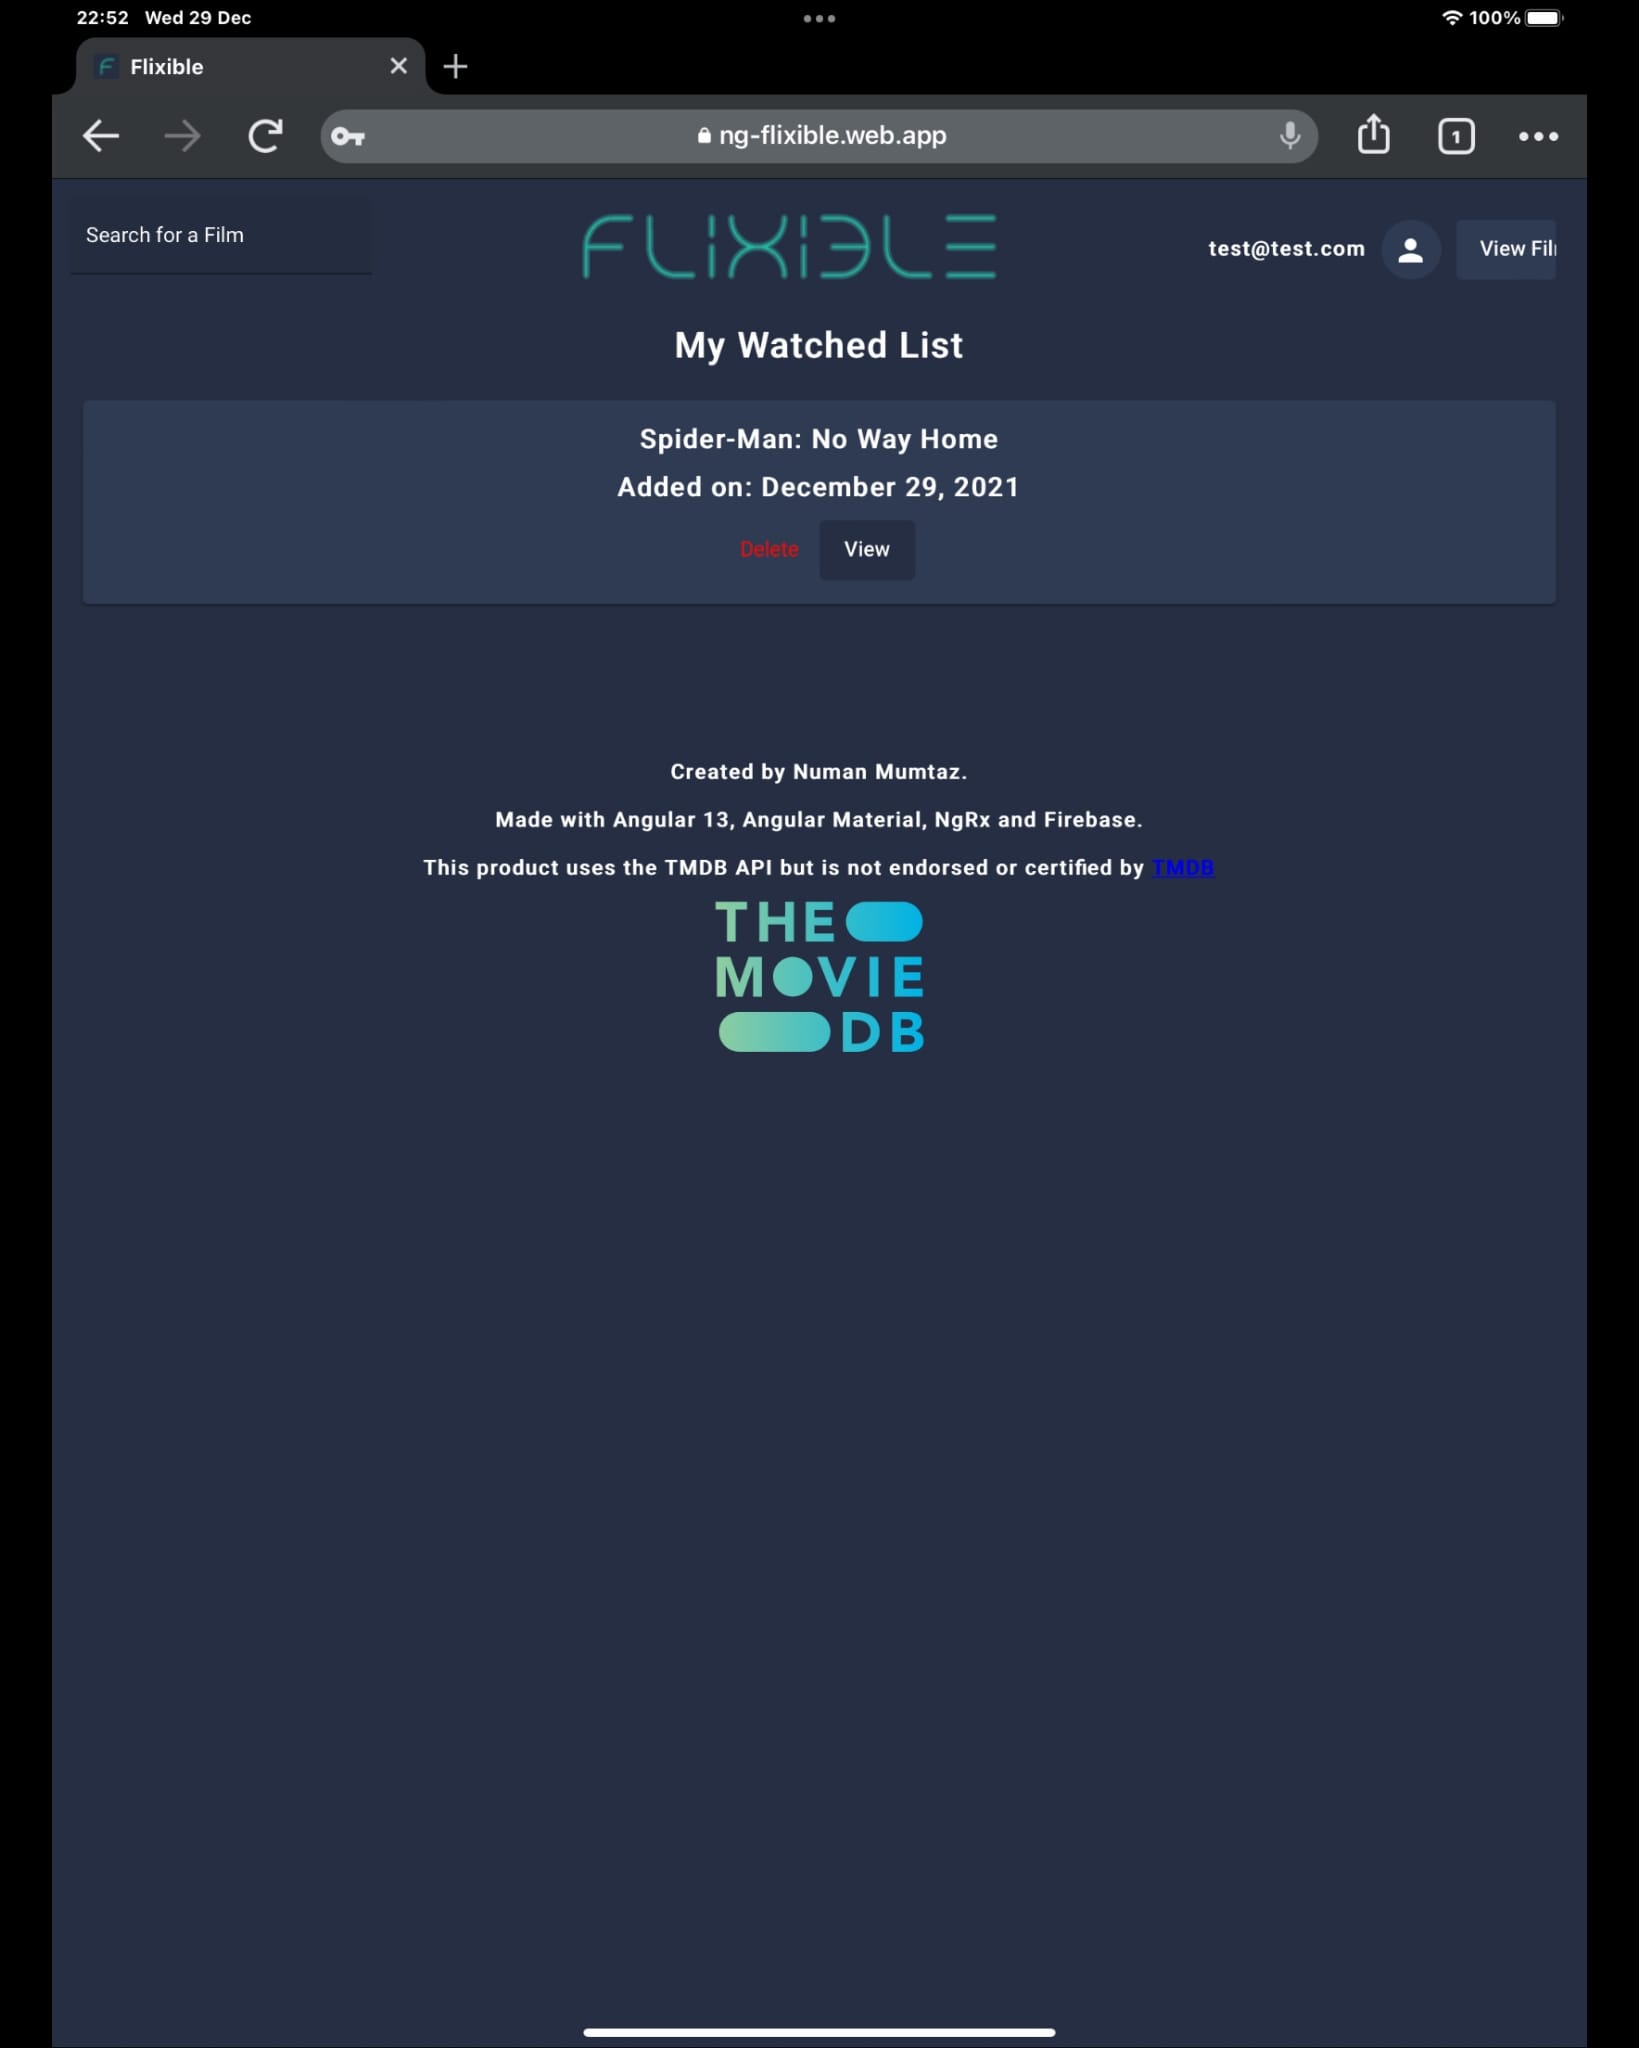 22:52 Wed 29 Dec
100%
Flixible
ng-flixible.web.app
1
Search for a Film
FLIXIBLE
test@test.com
View Fil
My Watched List
Spider-Man: No Way Home
Added on: December 29, 2021
Delete
View
Created by Numan Mumtaz.
Made with Angular 13, Angular Material, NgRx and Firebase.
This product uses the TMDB API but is not endorsed or certified by TMDB
THE
MOVIE
DB